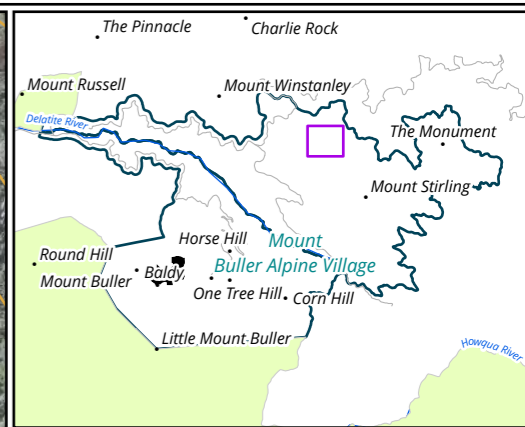 The Pinnacle
Charlie Rock
Mount Russell
Mount Winstanley
Delatite River
The Monument
Mount Stirling
Horse Hill
Mount
Buller Alpine Village
Round Hill
Mount Buller
Baldy
One Tree Hill
Corn Hill
Little Mount Buller
Howqua River